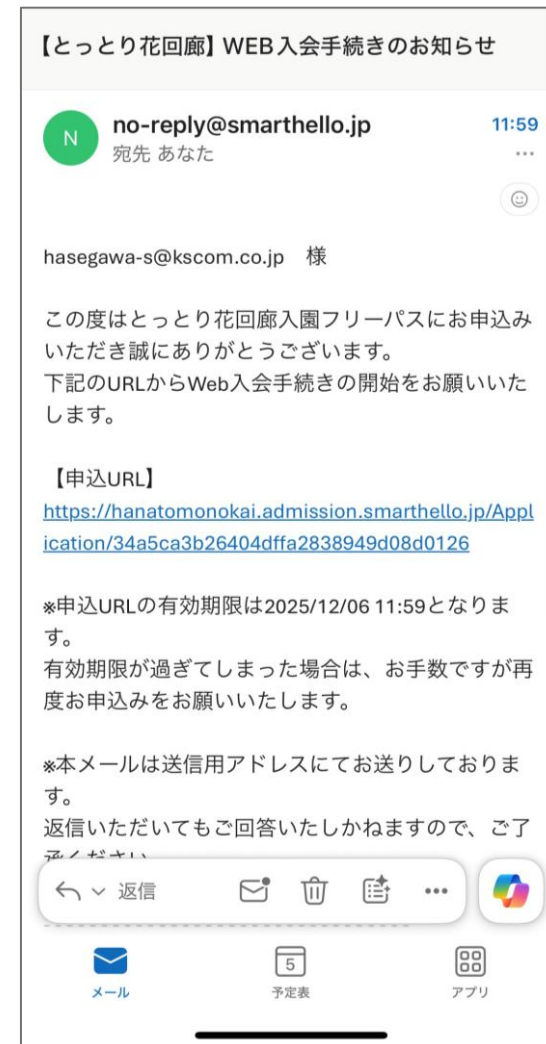 【とっとり花回廊】WEB入会手続きのお知らせ
N
no-reply@smarthello.jp
11:59
宛先 あなた
hasegawa-s@kscom.co.jp 様
この度はとっとり花回廊入園フリーパスにお申込み
いただき誠にありがとうございます。
下記のURLからWeb入会手続きの開始をお願いいた
します。
【申込URL】
https://hanatomonokai.admission.smarthello.jp/Appl
ication/34a5ca3b26404dffa2838949d08d0126
※申込URLの有効期限は2025/12/06 11:59となりま
す。
有効期限が過ぎてしまった場合は、お手数ですが再
度お申込みをお願いいたします。
※本メールは送信用アドレスにてお送りしておりま
す。
返信いただいてもご回答いたしかねますので、ご了
承ください
返信
5
メール
予定表
アプリ